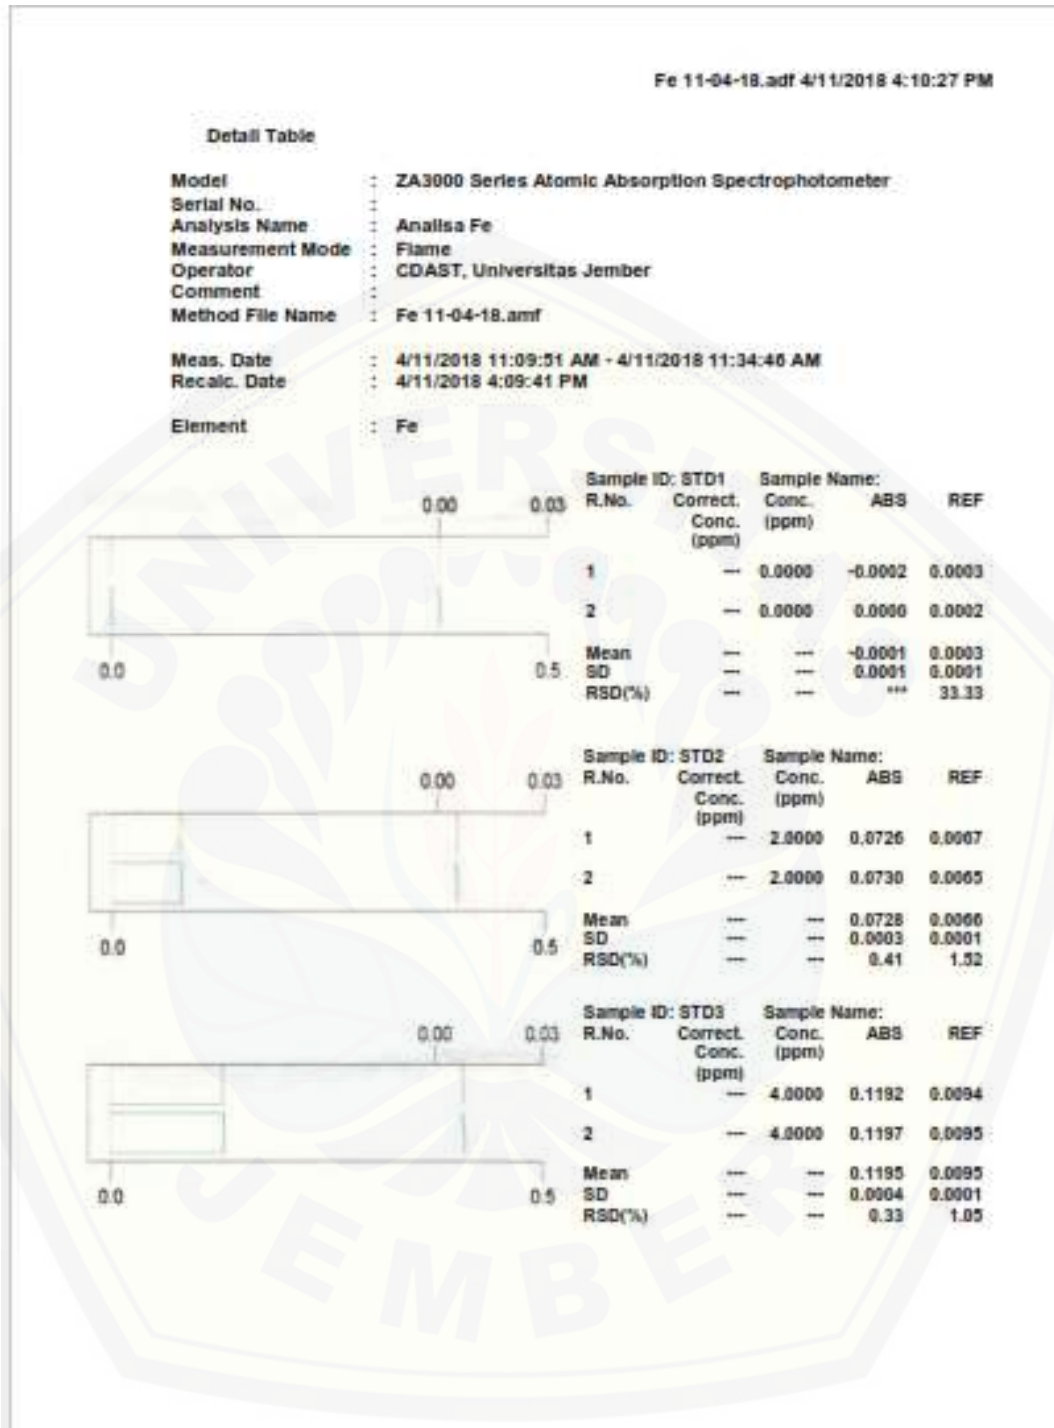 Fe 11-04-18.adf 4/11/2018 4:10:27 PM
Detail Table
Model : ZA3000 Series Atomic Absorption Spectrophotometer
Serial No. :
Analysis Name : Analisa Fe
Measurement Mode : Flame
Operator : CDAST, Universitas Jember
Comment :
Method File Name : Fe 11-04-18.amf
Meas. Date : 4/11/2018 11:09:51 AM - 4/11/2018 11:34:46 AM
Recalc. Date : 4/11/2018 4:09:41 PM
Element : Fe
Sample ID: STD1 Sample Name:
0.00 0.03 R.No. Correct. Conc. ABS REF
Conc. (ppm)
(ppm)
1 --- 0.0000 -0.0002 0.0003
2 --- 0.0000 0.0000 0.0002
Mean --- --- -0.0001 0.0003
0.0 0.5 SD --- --- 0.0001 0.0001
RSD(%) --- --- *** 33.33
Sample ID: STD2 Sample Name:
0.00 0.03 R.No. Correct. Conc. ABS REF
Conc. (ppm)
(ppm)
1 --- 2.0000 0.0726 0.0067
2 --- 2.0000 0.0730 0.0065
Mean --- --- 0.0728 0.0066
0.0 0.5 SD --- --- 0.0003 0.0001
RSD(%) --- --- 0.41 1.52
Sample ID: STD3 Sample Name:
0.00 0.03 R.No. Correct. Conc. ABS REF
Conc. (ppm)
(ppm)
1 --- 4.0000 0.1192 0.0094
2 --- 4.0000 0.1197 0.0095
Mean --- --- 0.1195 0.0095
0.0 0.5 SD --- --- 0.0004 0.0001
RSD(%) --- --- 0.33 1.05
UNIVERSITAS
JEMBER